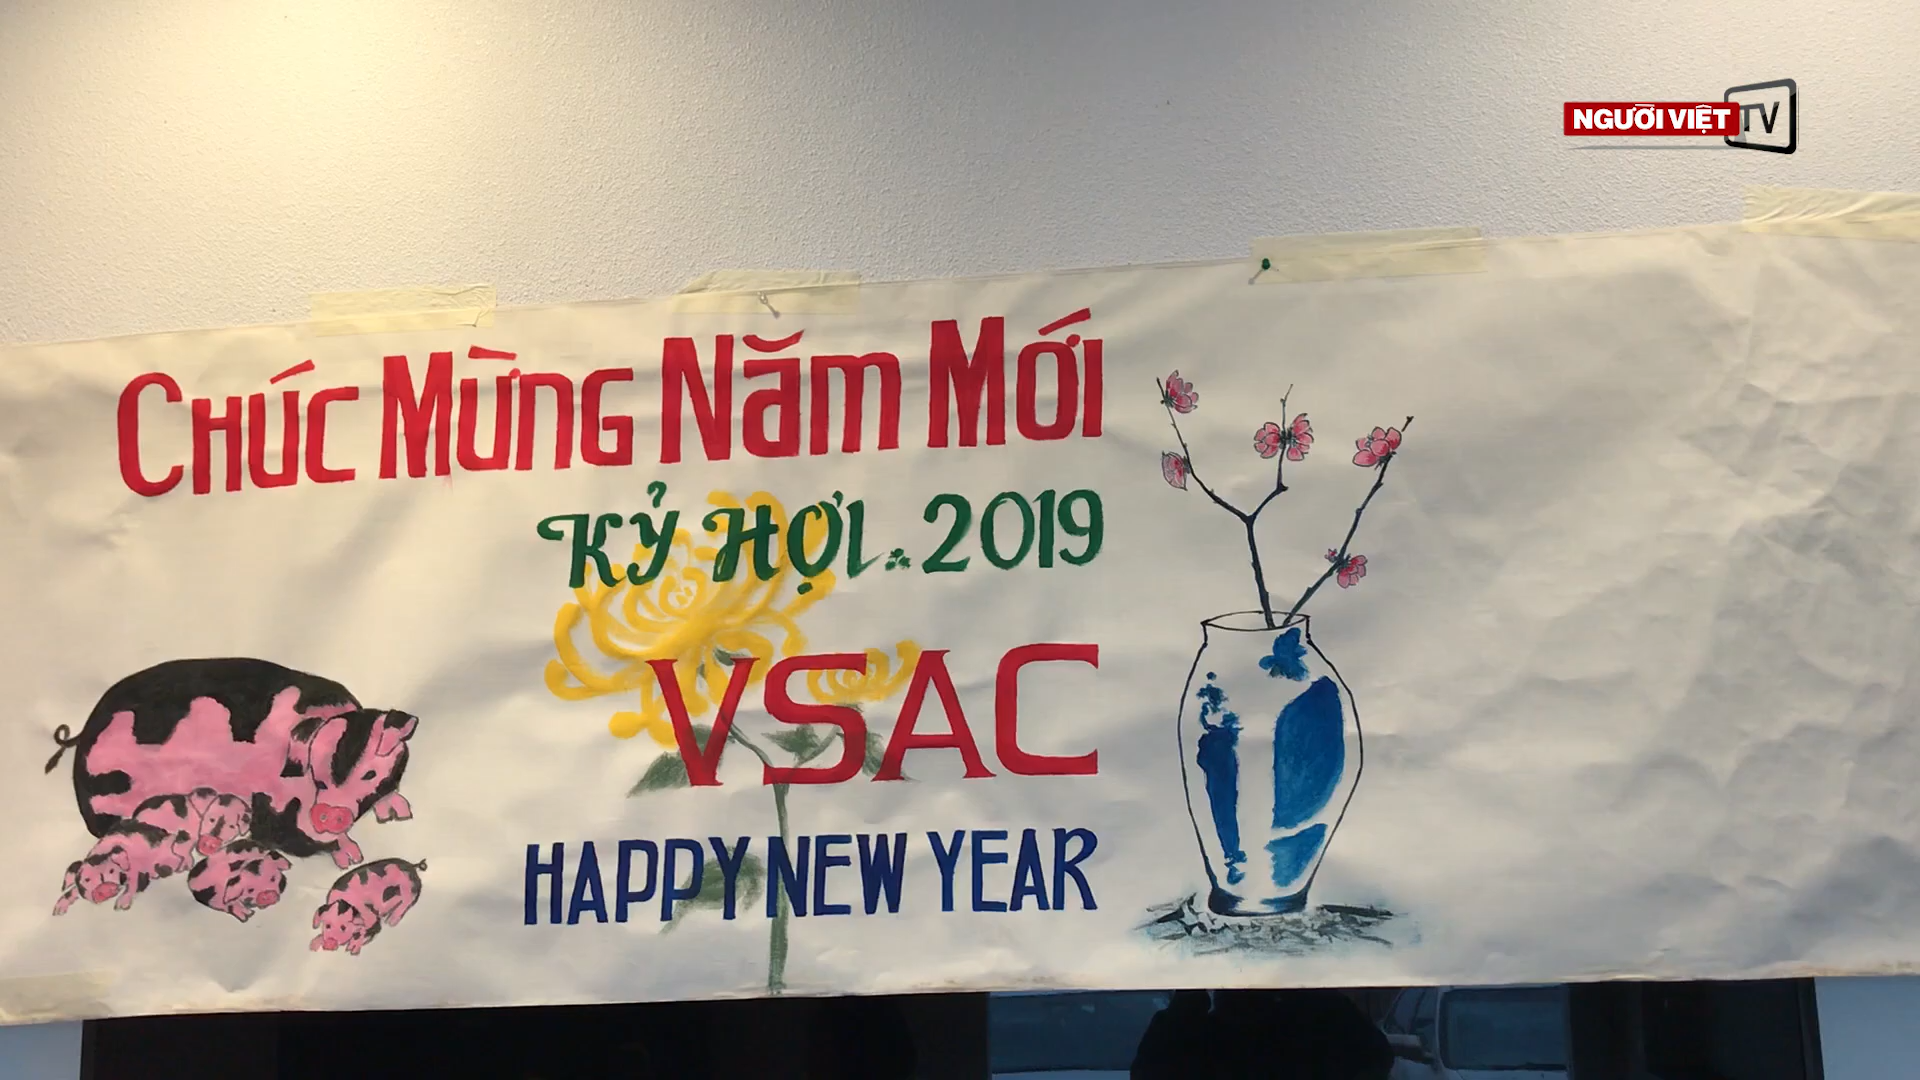 NGƯỜI VIỆT TV
CHÚC MỪNG NĂM MỚI
KỶ HỢI . 2019
VSAC
HAPPY NEW YEAR